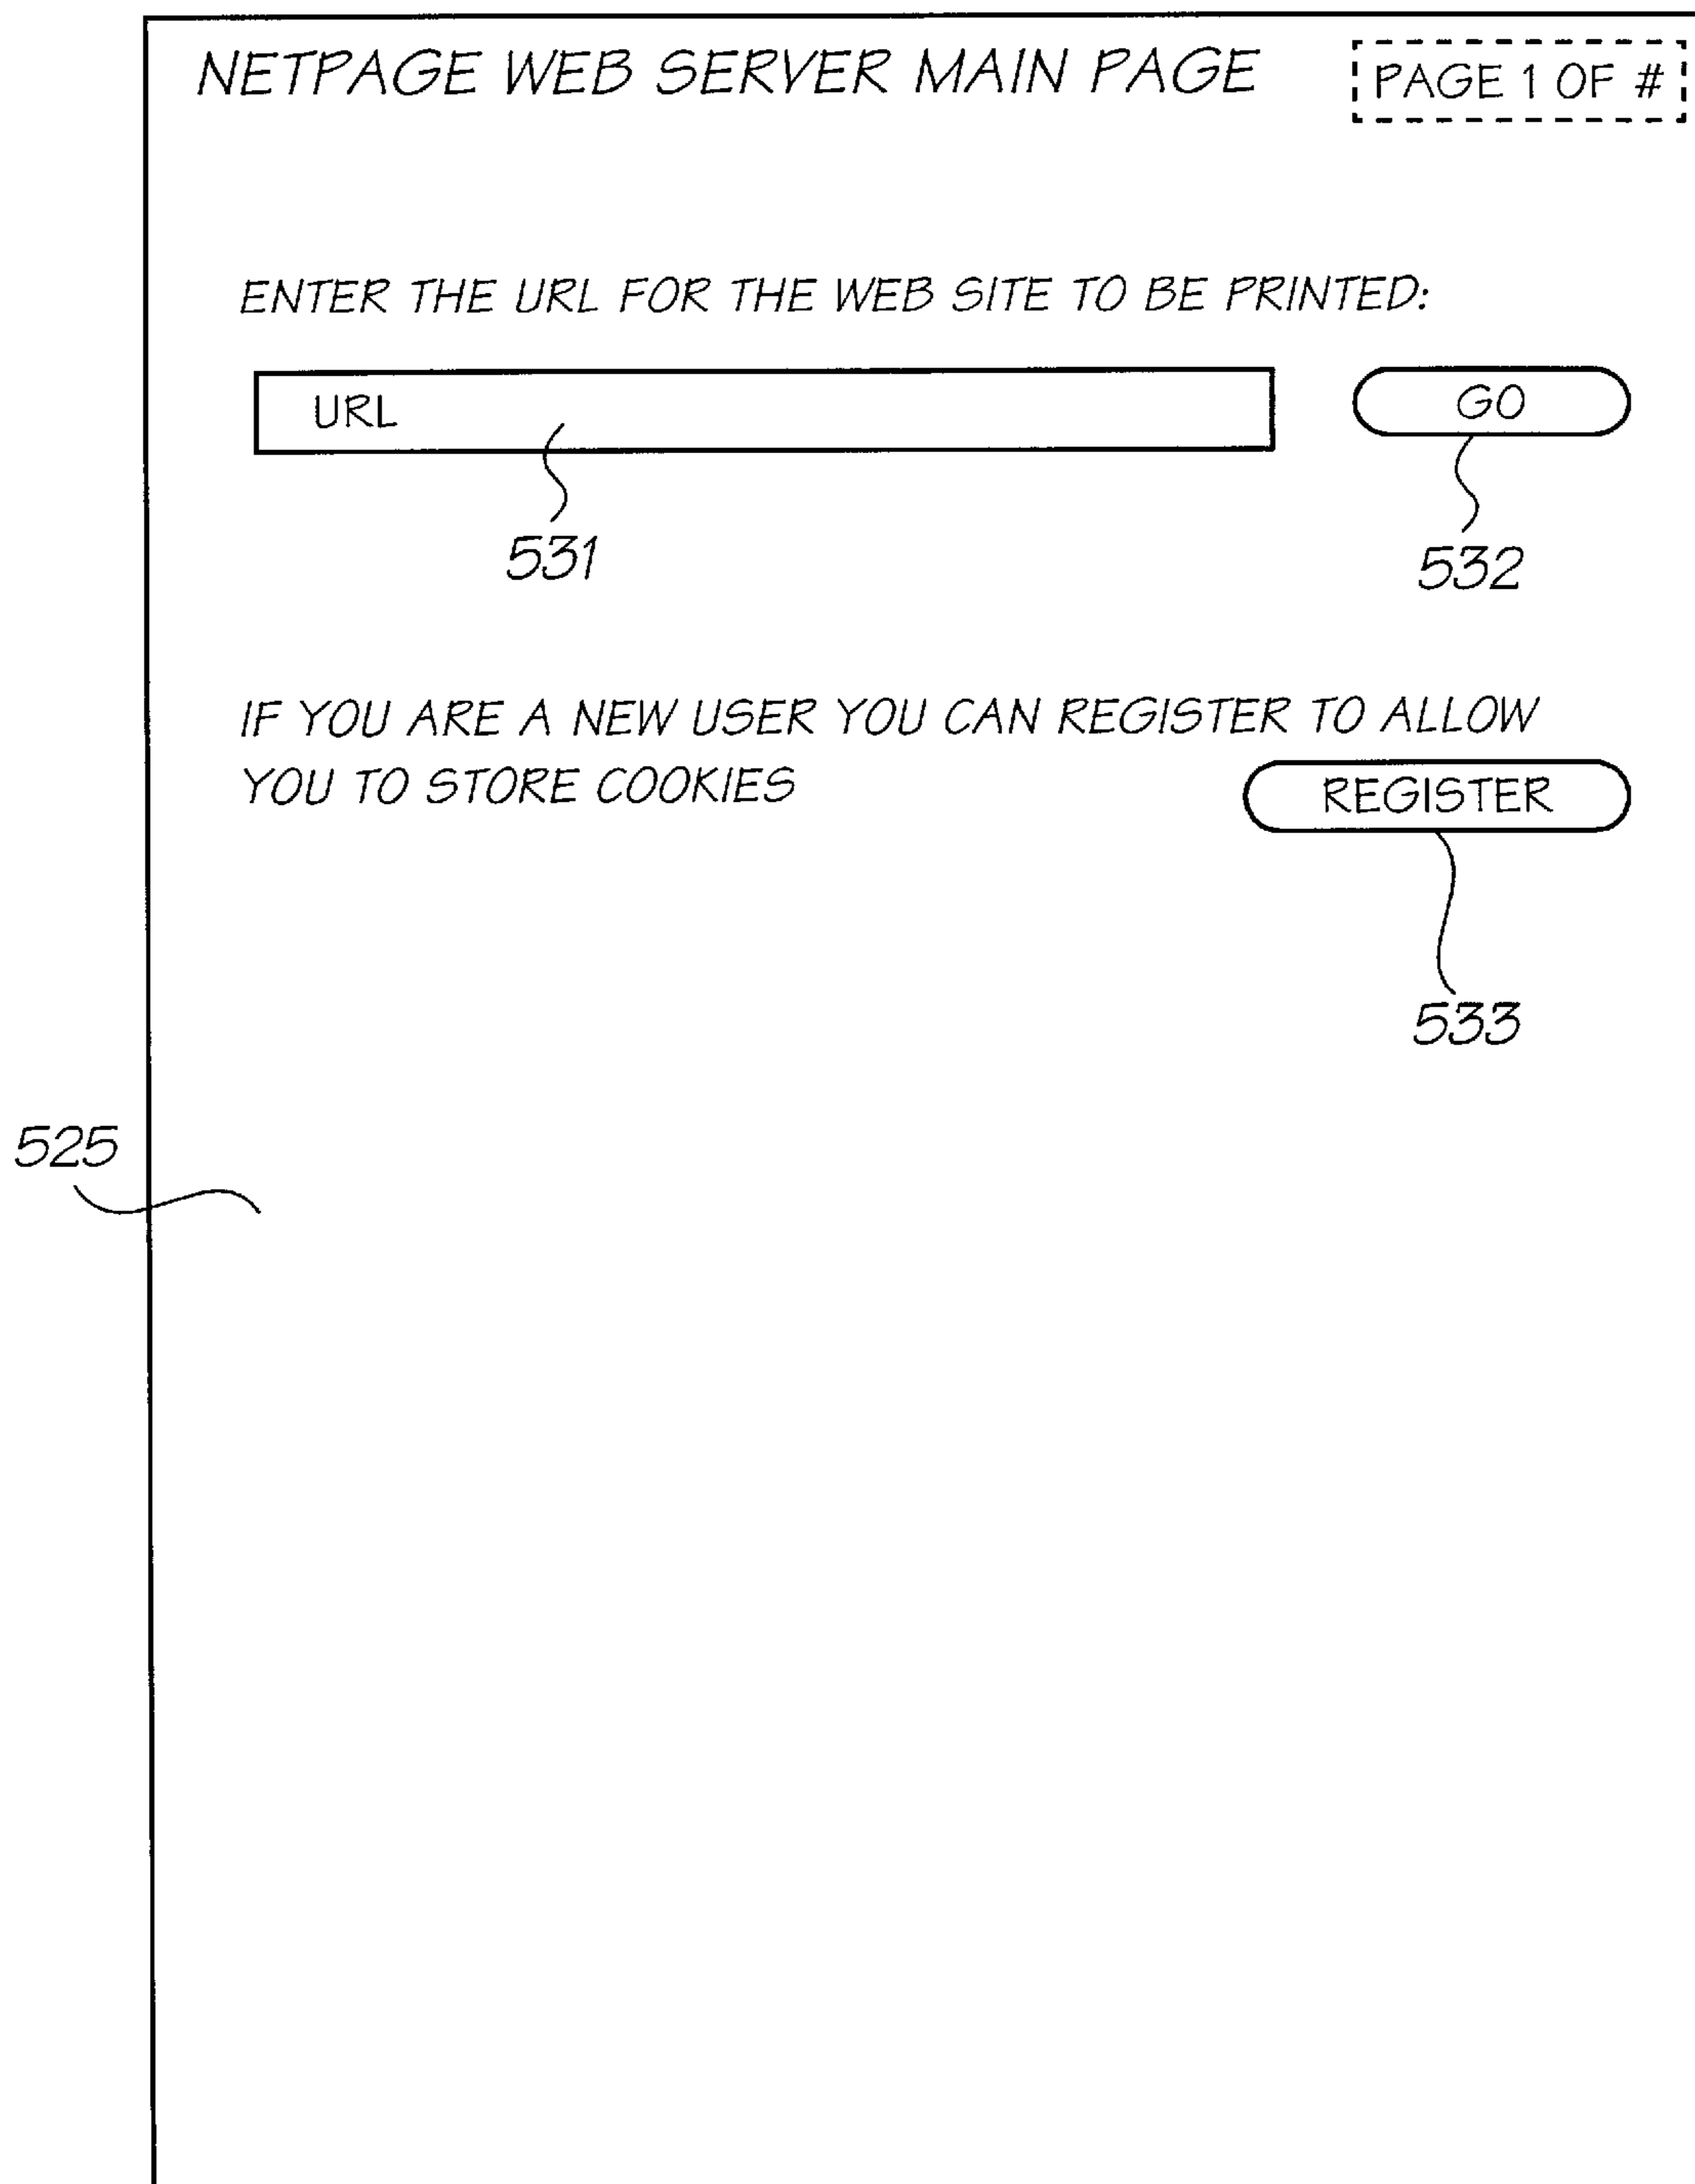 NETPAGE WEB SERVER MAIN PAGE
PAGE 1 OF #
ENTER THE URL FOR THE WEB SITE TO BE PRINTED:
URL
GO
531
532
IF YOU ARE A NEW USER YOU CAN REGISTER TO ALLOW
YOU TO STORE COOKIES
REGISTER
533
525